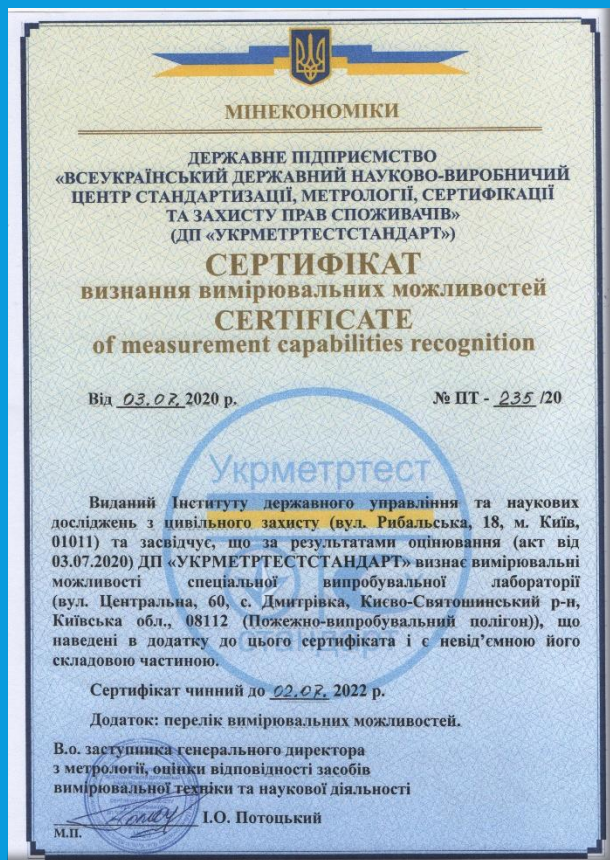 МІНЕКОНОМІКИ
ДЕРЖАВНЕ ПІДПРИЄМСТВО
«ВСЕУКРАЇНСЬКИЙ ДЕРЖАВНИЙ НАУКОВО-ВИРОБНИЧИЙ
ЦЕНТР СТАНДАРТИЗАЦІЇ, МЕТРОЛОГІЇ, СЕРТИФІКАЦІЇ
ТА ЗАХИСТУ ПРАВ СПОЖИВАЧІВ»
(ДП «УКРМЕТРТЕСТСТАНДАРТ»)
СЕРТИФІКАТ
визнання вимірювальних можливостей
CERTIFICATE
of measurement capabilities recognition
Від 03.07.2020 р. № ПТ - 235 /20
Укрметртест
Виданий Інституту державного управління та наукових
досліджень з цивільного захисту (вул. Рибальська, 18, м. Київ,
01011) та засвідчує, що за результатами оцінювання (акт від
03.07.2020) ДП «УКРМЕТРТЕСТСТАНДАРТ» визнає вимірювальні
можливості спеціальної випробувальної лабораторії
(вул. Центральна, 60, с. Дмитрівка, Києво-Святошинський р-н,
Київська обл., 08112 (Пожежно-випробувальний полігон)), що
наведені в додатку до цього сертифіката і є невід’ємною його
складовою частиною.
стандарт
Сертифікат чинний до 02.07. 2022 р.
Додаток: перелік вимірювальних можливостей.
В.о. заступника генерального директора
з метрології, оцінки відповідності засобів
вимірювальної техніки та наукової діяльності
І.О. Потоцький
М.П.